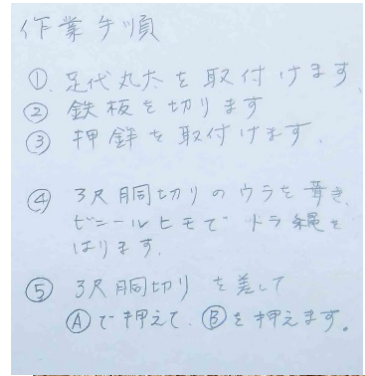 作業手順
①. 足代丸太を取付けます.
② 鉄板を切ります
③ 押鉾を取付けます.
④ 3尺胴切りのウラを葺き、
ビニールヒモで ドラ縄を
はります.
⑤ 3尺胴切り を差して
Ⓐで押えて. Ⓑを押えます。